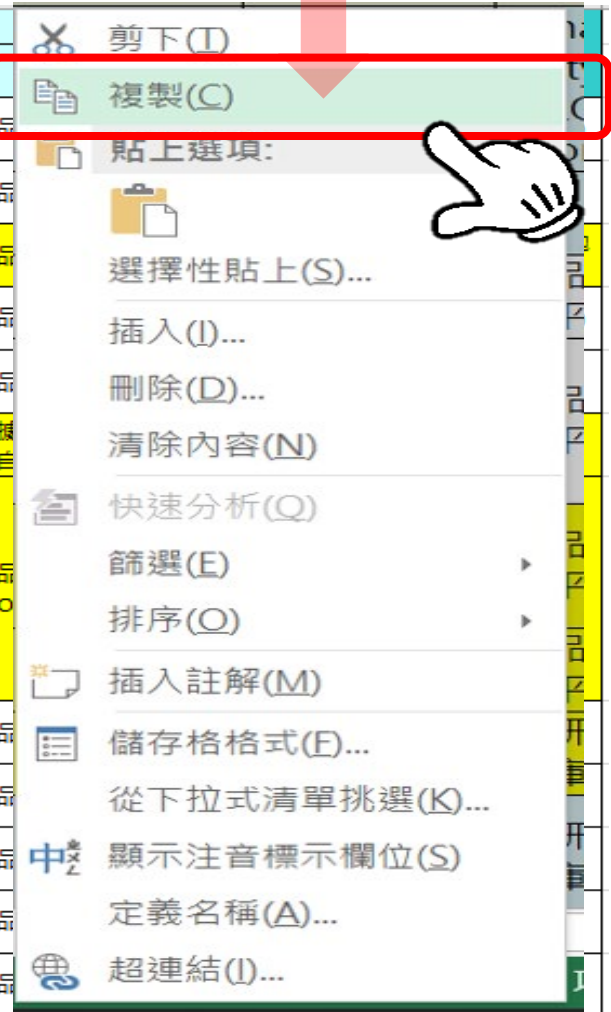 剪下(T)
複製(C)
貼上選項:
選擇性貼上(S)...
插入(I)...
刪除(D)...
清除內容(N)
快速分析(Q)
篩選(E)
排序(O)
插入註解(M)
儲存格格式(F)...
從下拉式清單挑選(K)...
中 顯示注音標示欄位(S)
定義名稱(A)...
超連結(I)...